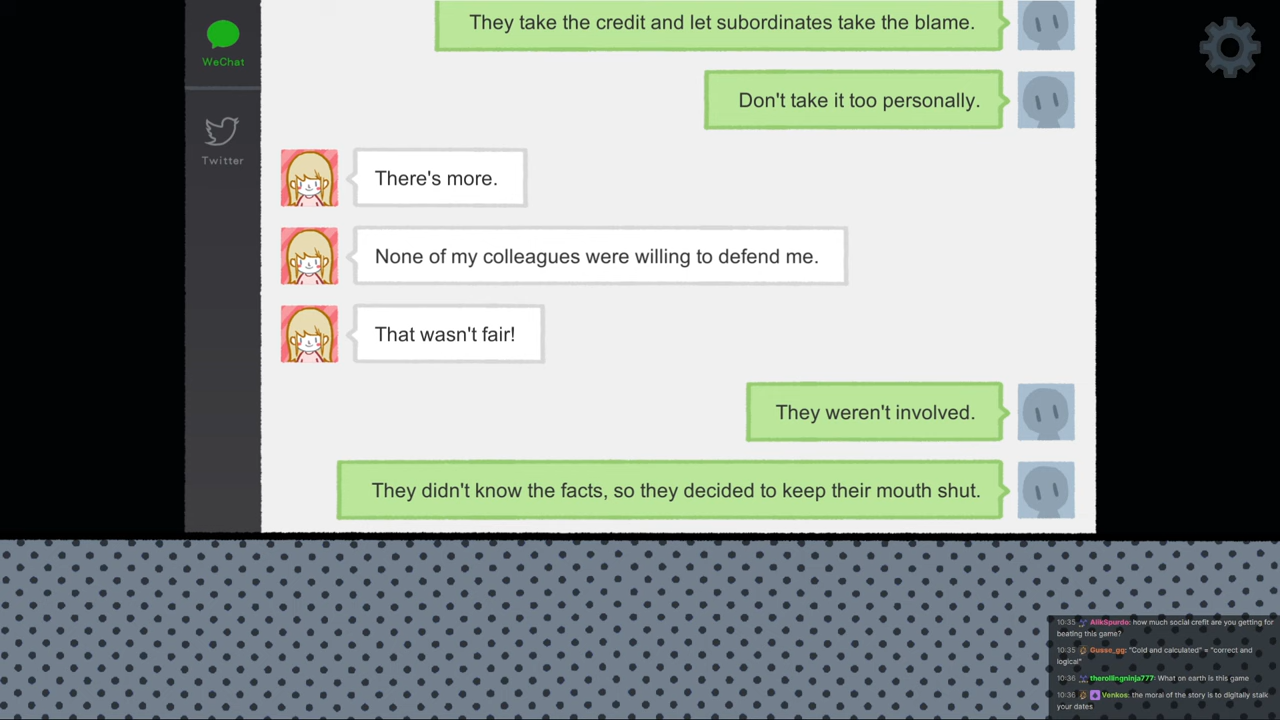 They take the credit and let subordinates take the blame.
WeChat
Don't take it too personally.
Twitter
There's more.
None of my colleagues were willing to defend me.
That wasn't fair!
They weren't involved.
They didn't know the facts, so they decided to keep their mouth shut.
10:35 AlikSpurdo: how much social crefit are you getting for
beating this game?
10:35 Gusse_gg: "Cold and calculated" = "correct and
logical"
10:36 therollingninja777: What on earth is this game
10:36 Venkos: the moral of the story is to digitally stalk
your dates